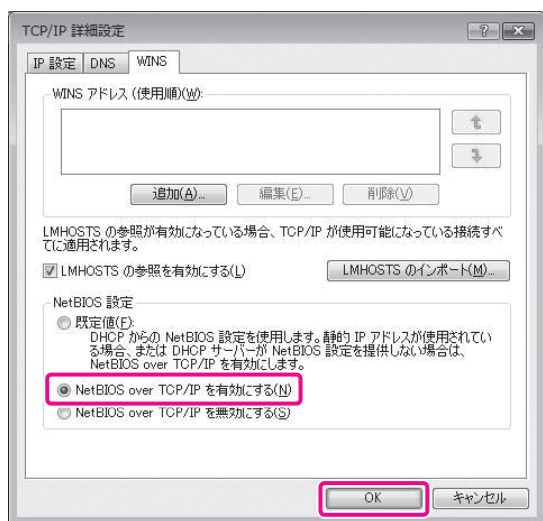 TCP/IP 詳細設定
IP 設定 DNS WINS
WINS アドレス (使用順)(W):
追加(A)... 編集(E)... 削除(V)
LMHOSTS の参照が有効になっている場合、TCP/IP が使用可能になっている接続すべ
てに適用されます。
LMHOSTS の参照を有効にする(L) LMHOSTS のインポート(M)...
NetBIOS 設定
既定値(F):
DHCP からの NetBIOS 設定を使用します。静的 IP アドレスが使用されてい
る場合、または DHCP サーバーが NetBIOS 設定を提供しない場合は、
NetBIOS over TCP/IP を有効にします。
NetBIOS over TCP/IP を有効にする(N)
NetBIOS over TCP/IP を無効にする(S)
OK キャンセル